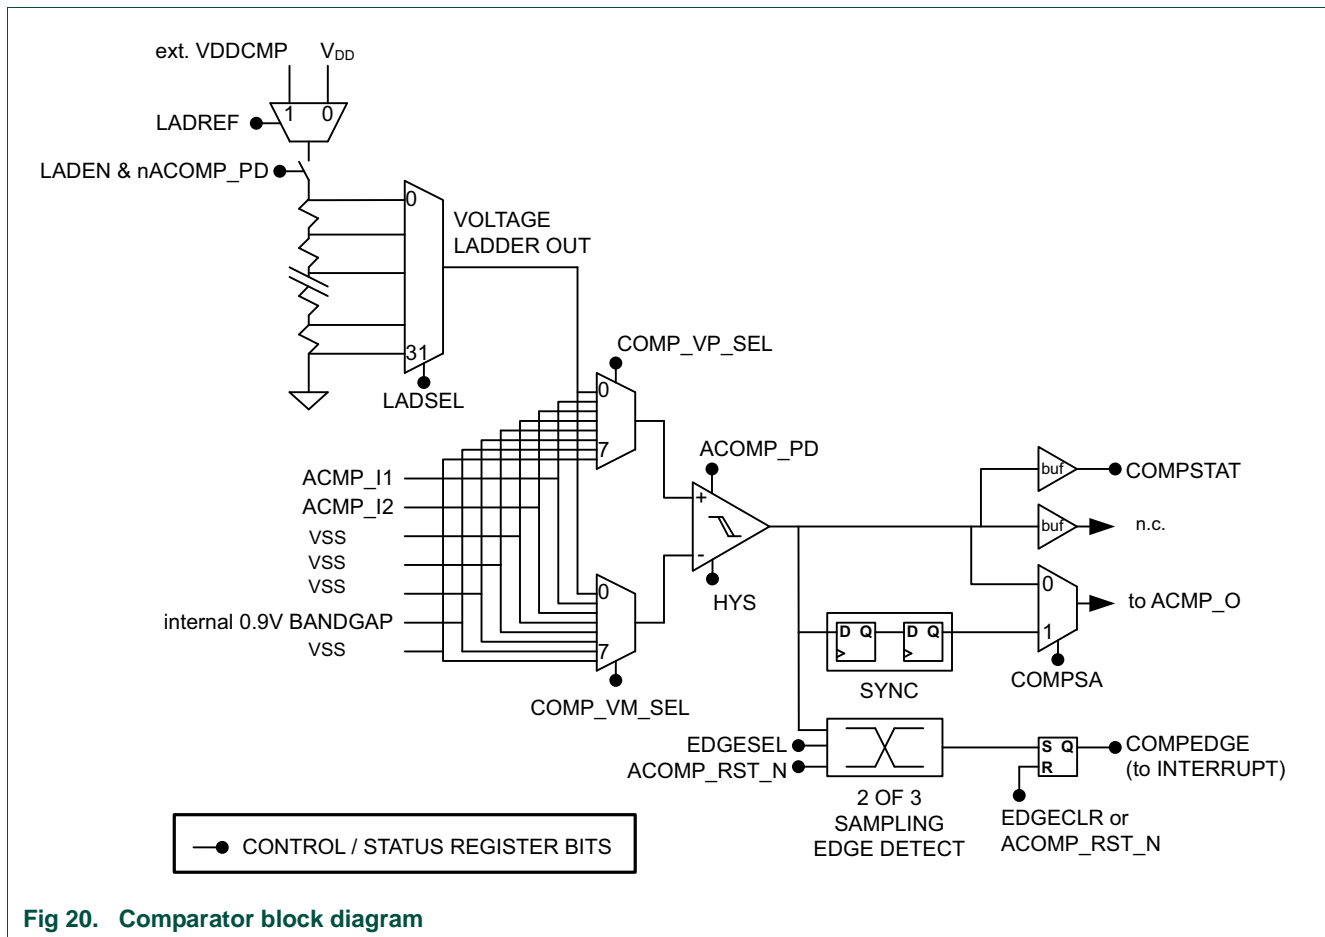 ext. VDDCMP
VDD
1 0
LADREF
LADEN & nACOMP_PD
0
VOLTAGE
LADDER OUT
31
LADSEL
COMP_VP_SEL
0
7
ACMP_I1
ACMP_I2
VSS
VSS
VSS
internal 0.9V BANDGAP
VSS
0
7
COMP_VM_SEL
ACOMP_PD
+
-
HYS
buf
COMPSTAT
buf
n.c.
0
1
to ACMP_O
COMPSA
D Q
D Q
SYNC
EDGESEL
ACOMP_RST_N
2 OF 3
SAMPLING
EDGE DETECT
S Q
R
COMPEDGE
(to INTERRUPT)
EDGECLR or
ACOMP_RST_N
CONTROL / STATUS REGISTER BITS
Fig 20. Comparator block diagram